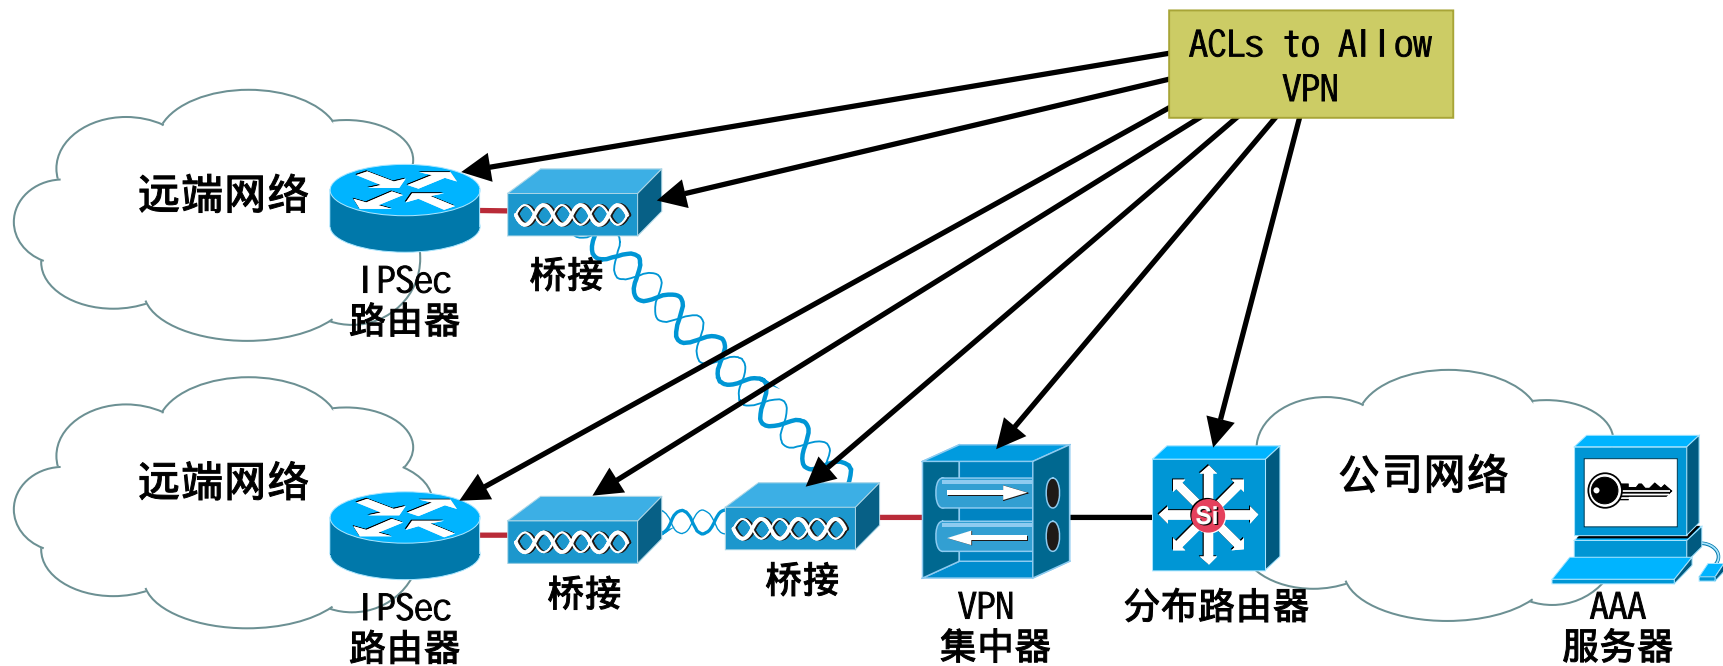 ACLs to Allow
VPN
远端网络
IPSec
路由器
桥接
远端网络
IPSec
路由器
桥接
桥接
VPN
集中器
Si
分布路由器
公司网络
AAA
服务器